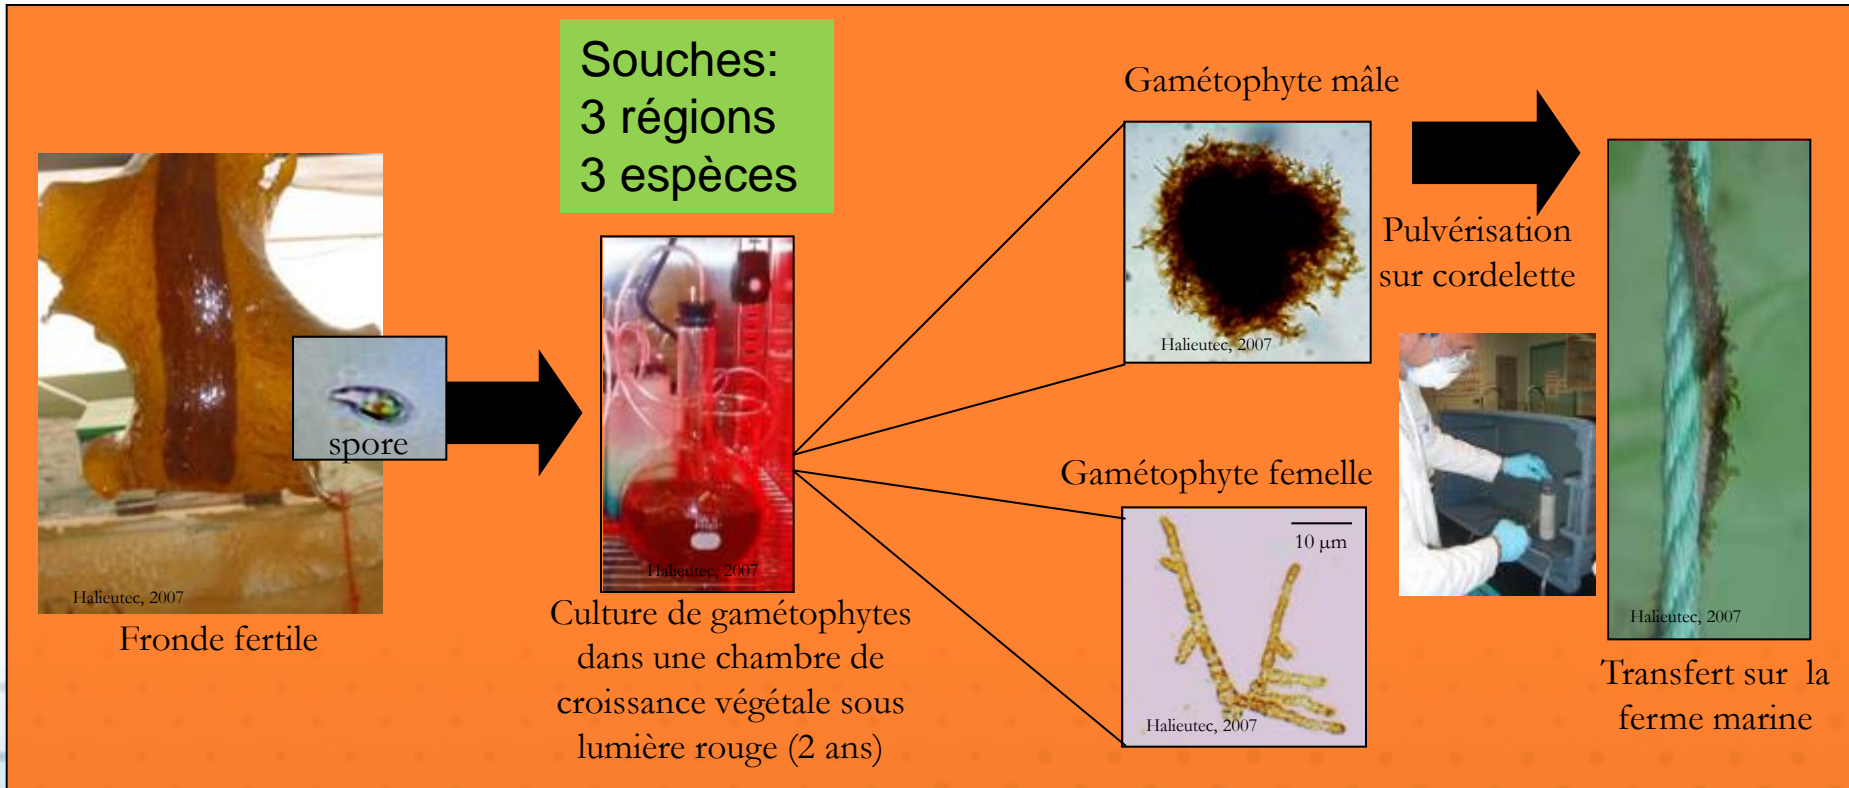 Souches:
3 régions
3 espèces
Halieutec, 2007
Fronde fertile
spore
Halieutec, 2007
Culture de gamétophytes
dans une chambre de
croissance végétale sous
lumière rouge (2 ans)
Gamétophyte mâle
Halieutec, 2007
Gamétophyte femelle
10 µm
Halieutec, 2007
Pulvérisation
sur cordelette
Halieutec, 2007
Transfert sur la
ferme marine